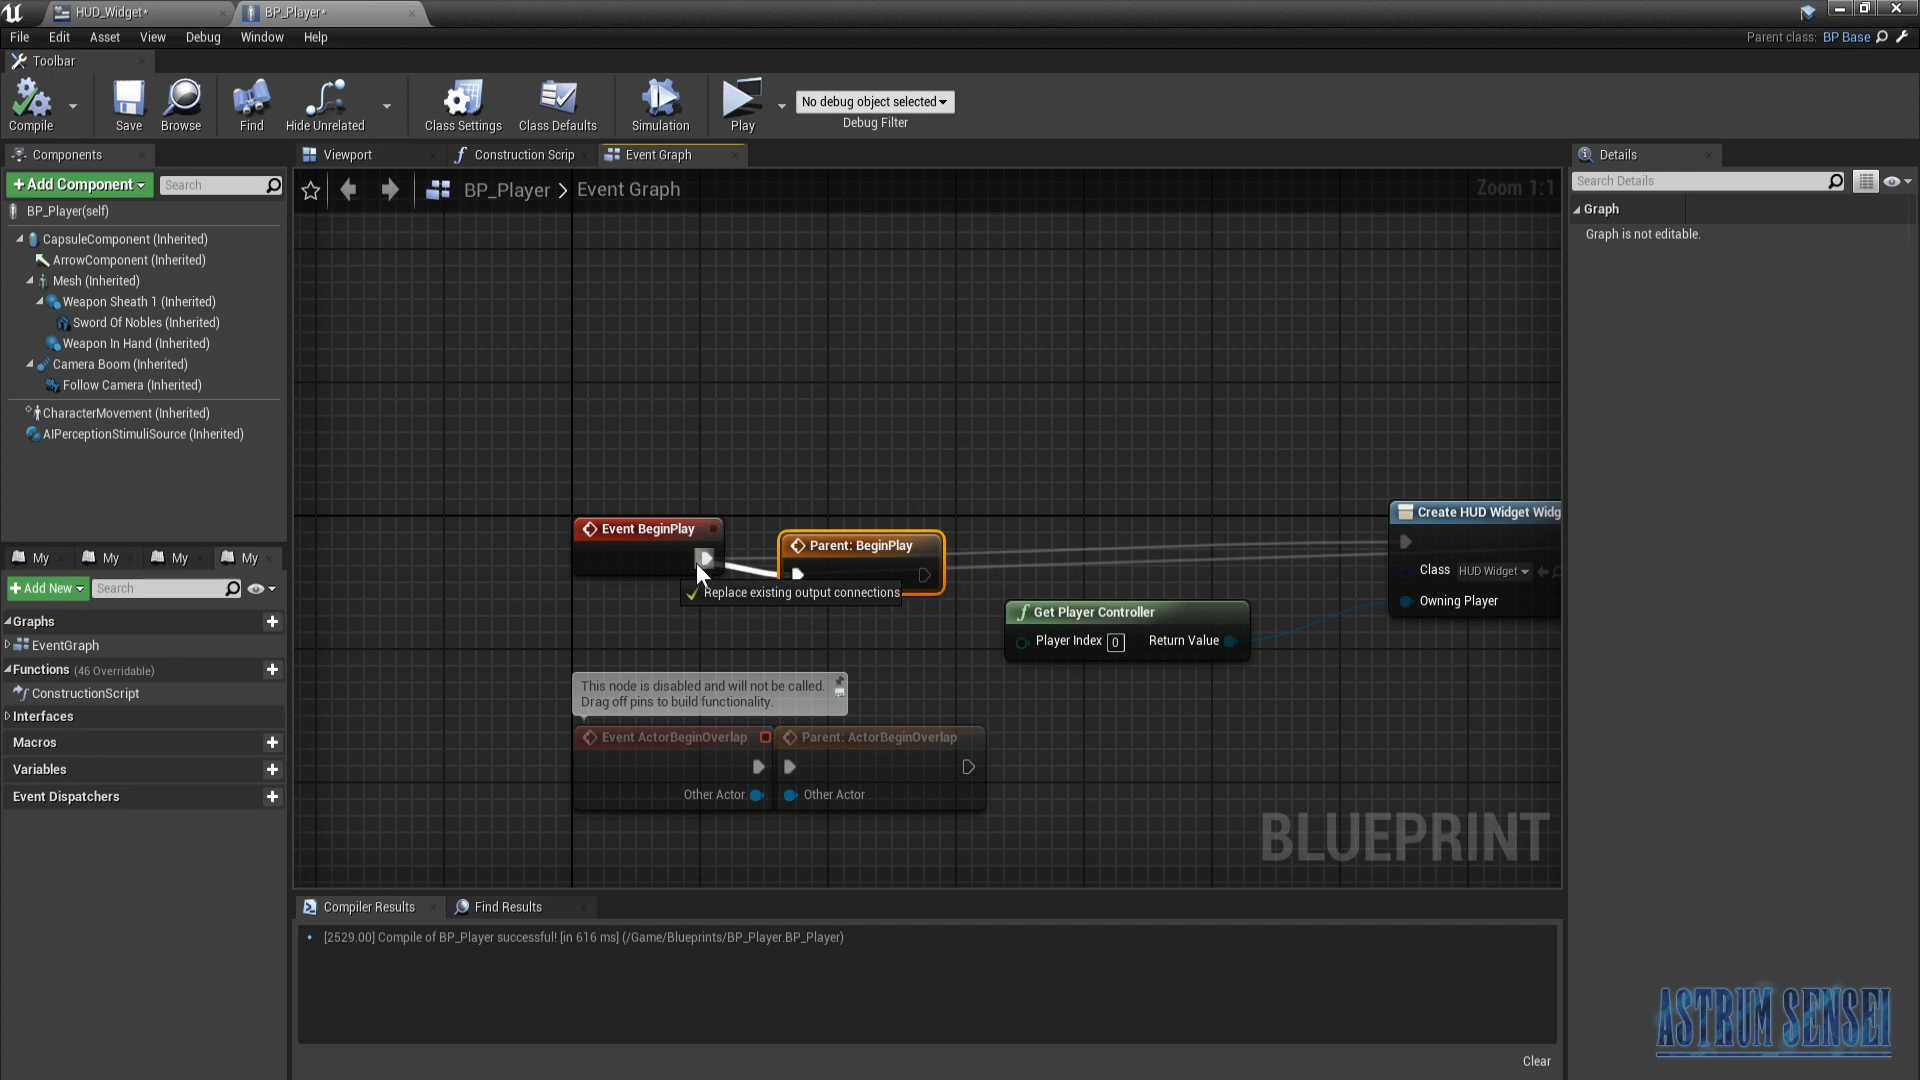 HUD_Widget*
BP_Player*
File Edit Asset View Debug Window Help
Parent class: BP Base
Toolbar
Compile
Save
Browse
Find
Hide Unrelated
Class Settings
Class Defaults
Simulation
Play
No debug object selected
Debug Filter
Components
+Add Component
Search
BP_Player(self)
CapsuleComponent (Inherited)
ArrowComponent (Inherited)
Mesh (Inherited)
Weapon Sheath 1 (Inherited)
Sword Of Nobles (Inherited)
Weapon In Hand (Inherited)
Camera Boom (Inherited)
Follow Camera (Inherited)
CharacterMovement (Inherited)
AIPerceptionStimuliSource (Inherited)
My
My
My
My
+Add New
Search
Graphs
EventGraph
Functions (46 Overridable)
ConstructionScript
Interfaces
Macros
Variables
Event Dispatchers
Viewport
Construction Scrip
Event Graph
BP_Player > Event Graph
Zoom 1:1
Event BeginPlay
Parent: BeginPlay
Replace existing output connections
Get Player Controller
Player Index 0
Return Value
Create HUD Widget Widg
Class HUD Widget
Owning Player
This node is disabled and will not be called.
Drag off pins to build functionality.
Event ActorBeginOverlap
Other Actor
Parent: ActorBeginOverlap
Other Actor
BLUEPRINT
Compiler Results
Find Results
[2529.00] Compile of BP_Player successful! [in 616 ms] (/Game/Blueprints/BP_Player.BP_Player)
Clear
Details
Search Details
Graph
Graph is not editable.
ASTRUM SENSEI